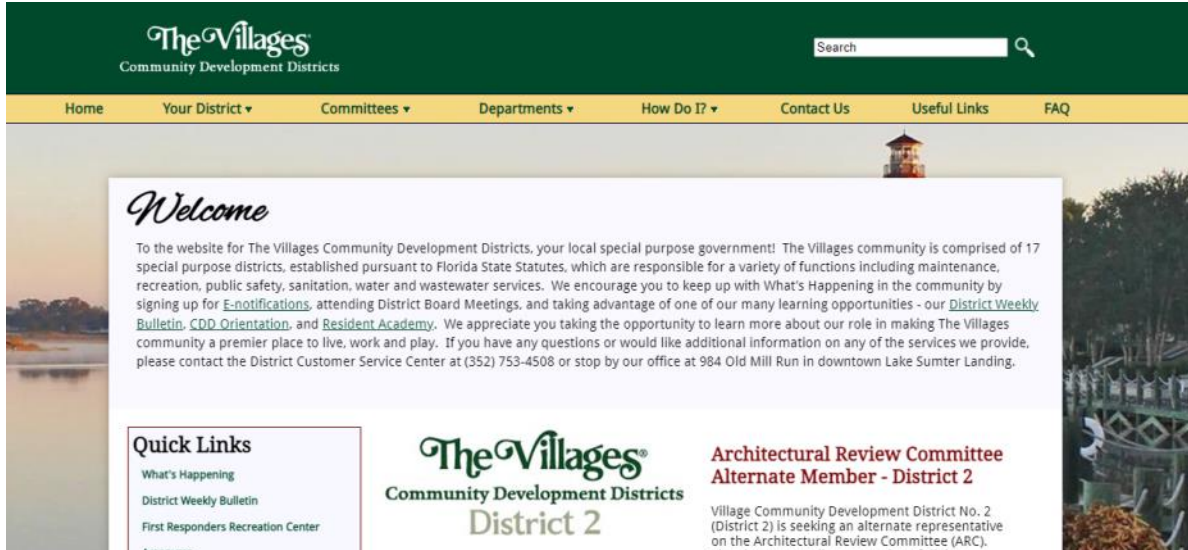 The Villages®
Community Development Districts
Search
Home Your District ▾ Committees ▾ Departments ▾ How Do I? ▾ Contact Us Useful Links FAQ
Welcome
To the website for The Villages Community Development Districts, your local special purpose government! The Villages community is comprised of 17
special purpose districts, established pursuant to Florida State Statutes, which are responsible for a variety of functions including maintenance,
recreation, public safety, sanitation, water and wastewater services. We encourage you to keep up with What's Happening in the community by
signing up for E-notifications, attending District Board Meetings, and taking advantage of one of our many learning opportunities - our District Weekly
Bulletin, CDD Orientation, and Resident Academy. We appreciate you taking the opportunity to learn more about our role in making The Villages
community a premier place to live, work and play. If you have any questions or would like additional information on any of the services we provide,
please contact the District Customer Service Center at (352) 753-4508 or stop by our office at 984 Old Mill Run in downtown Lake Sumter Landing.
Quick Links
What's Happening
District Weekly Bulletin
First Responders Recreation Center
The Villages®
Community Development Districts
District 2
Architectural Review Committee
Alternate Member - District 2
Village Community Development District No. 2
(District 2) is seeking an alternate representative
on the Architectural Review Committee (ARC).